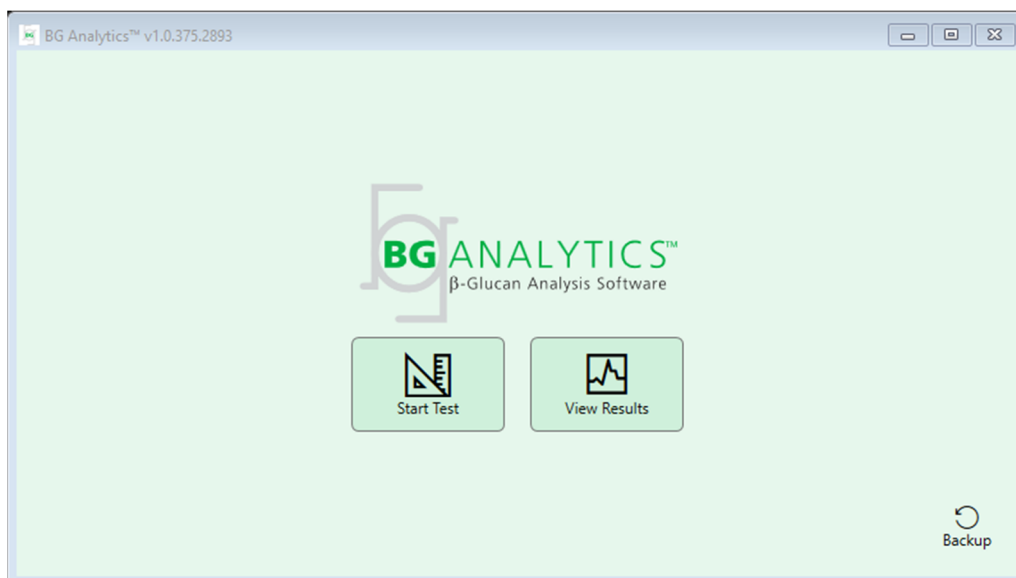 BG Analytics™ v1.0.375.2893
BG ANALYTICS™
β-Glucan Analysis Software
Start Test
View Results
Backup